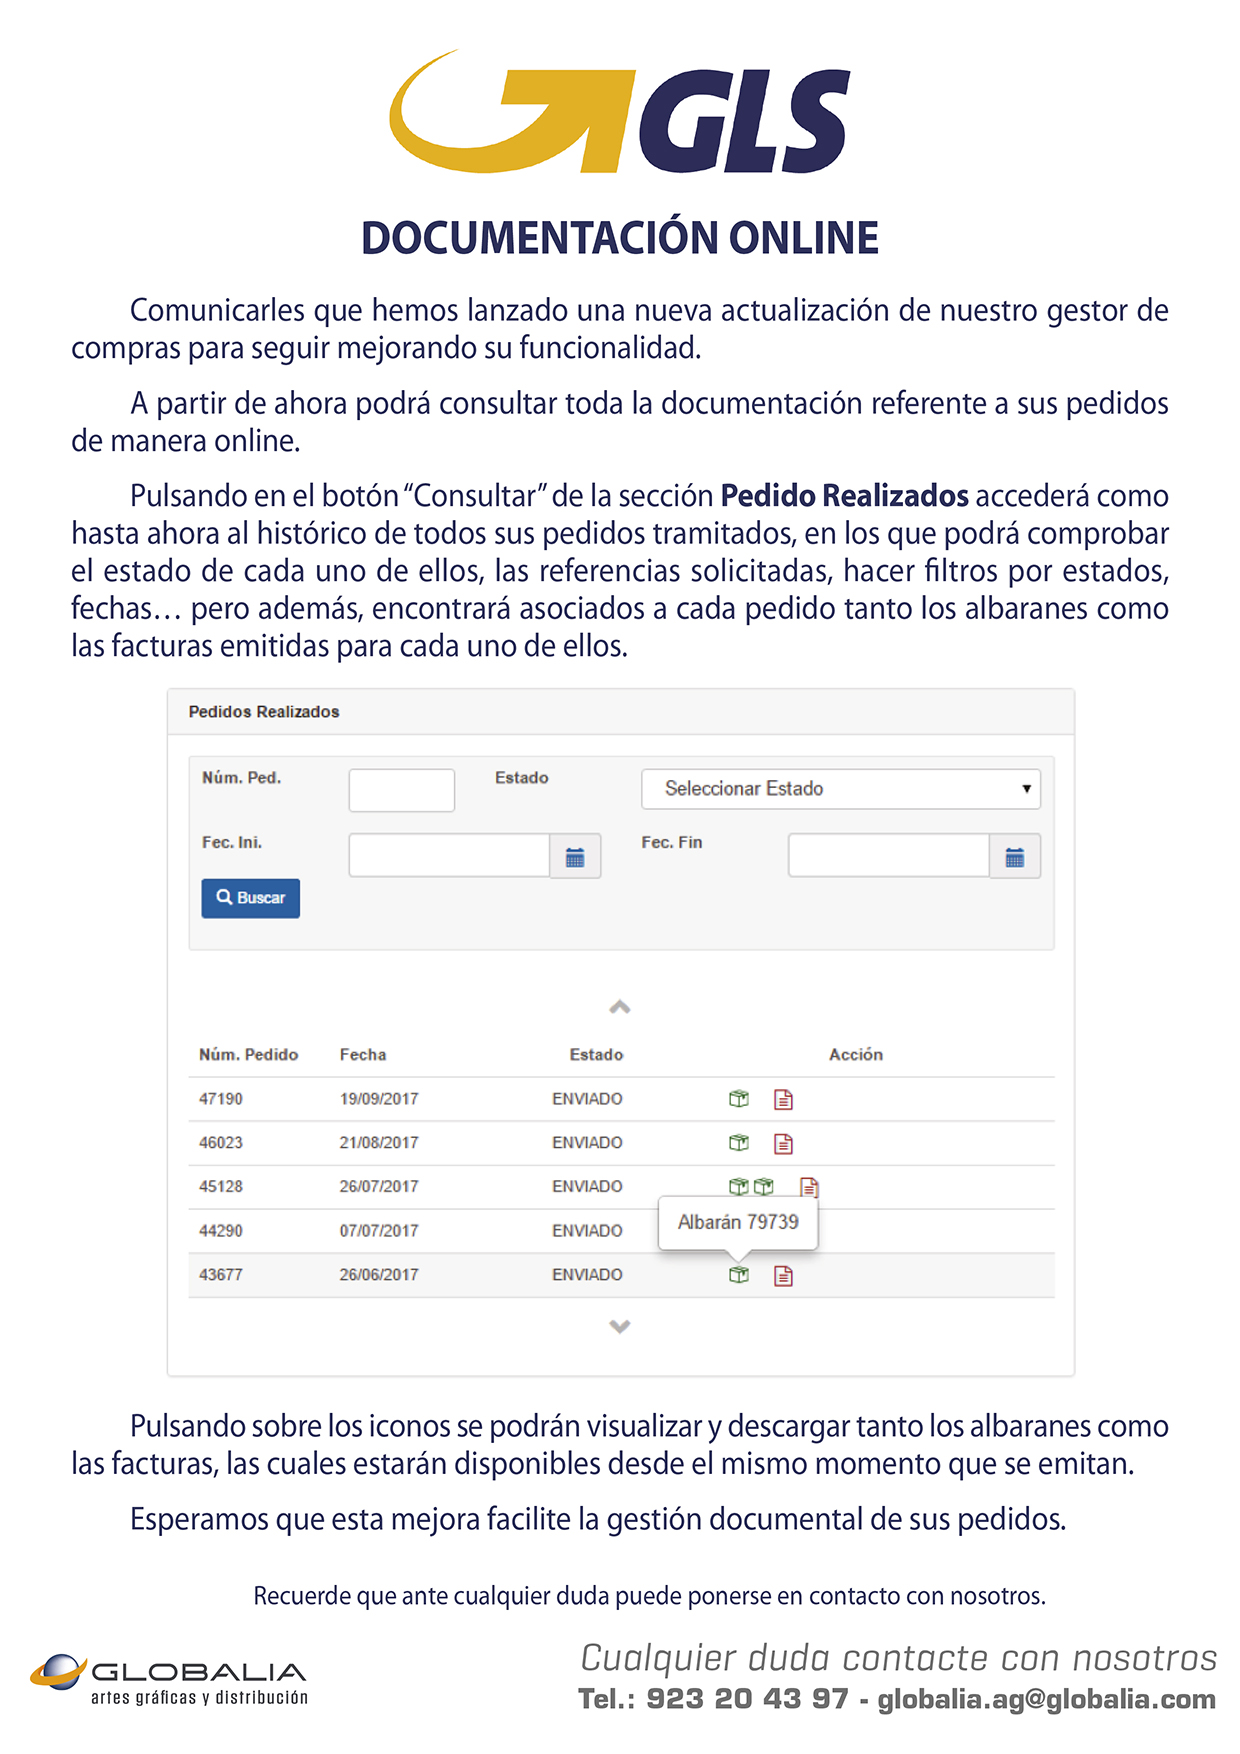 GLS
DOCUMENTACIÓN ONLINE
Comunicarles que hemos lanzado una nueva actualización de nuestro gestor de
compras para seguir mejorando su funcionalidad.
A partir de ahora podrá consultar toda la documentación referente a sus pedidos
de manera online.
Pulsando en el botón “Consultar” de la sección Pedido Realizados accederá como
hasta ahora al histórico de todos sus pedidos tramitados, en los que podrá comprobar
el estado de cada uno de ellos, las referencias solicitadas, hacer filtros por estados,
fechas… pero además, encontrará asociados a cada pedido tanto los albaranes como
las facturas emitidas para cada uno de ellos.
Pedidos Realizados
Núm. Ped. Estado Seleccionar Estado
Fec. Ini. Fec. Fin
Buscar
Núm. Pedido Fecha Estado Acción
47190 19/09/2017 ENVIADO
46023 21/08/2017 ENVIADO
45128 26/07/2017 ENVIADO
44290 07/07/2017 ENVIADO Albarán 79739
43677 26/06/2017 ENVIADO
Pulsando sobre los iconos se podrán visualizar y descargar tanto los albaranes como
las facturas, las cuales estarán disponibles desde el mismo momento que se emitan.
Esperamos que esta mejora facilite la gestión documental de sus pedidos.
Recuerde que ante cualquier duda puede ponerse en contacto con nosotros.
GLOBALIA
artes gráficas y distribución
Cualquier duda contacte con nosotros
Tel.: 923 20 43 97 - globalia.ag@globalia.com